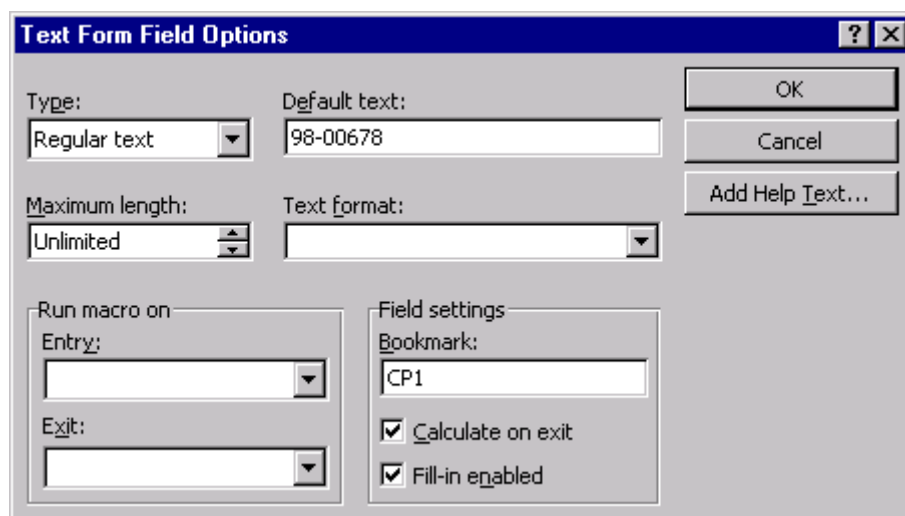 Text Form Field Options
Type:
Default text:
OK
Regular text
98-00678
Cancel
Maximum length:
Text format:
Add Help Text...
Unlimited
Run macro on
Field settings
Entry:
Bookmark:
CP1
Exit:
Calculate on exit
Fill-in enabled